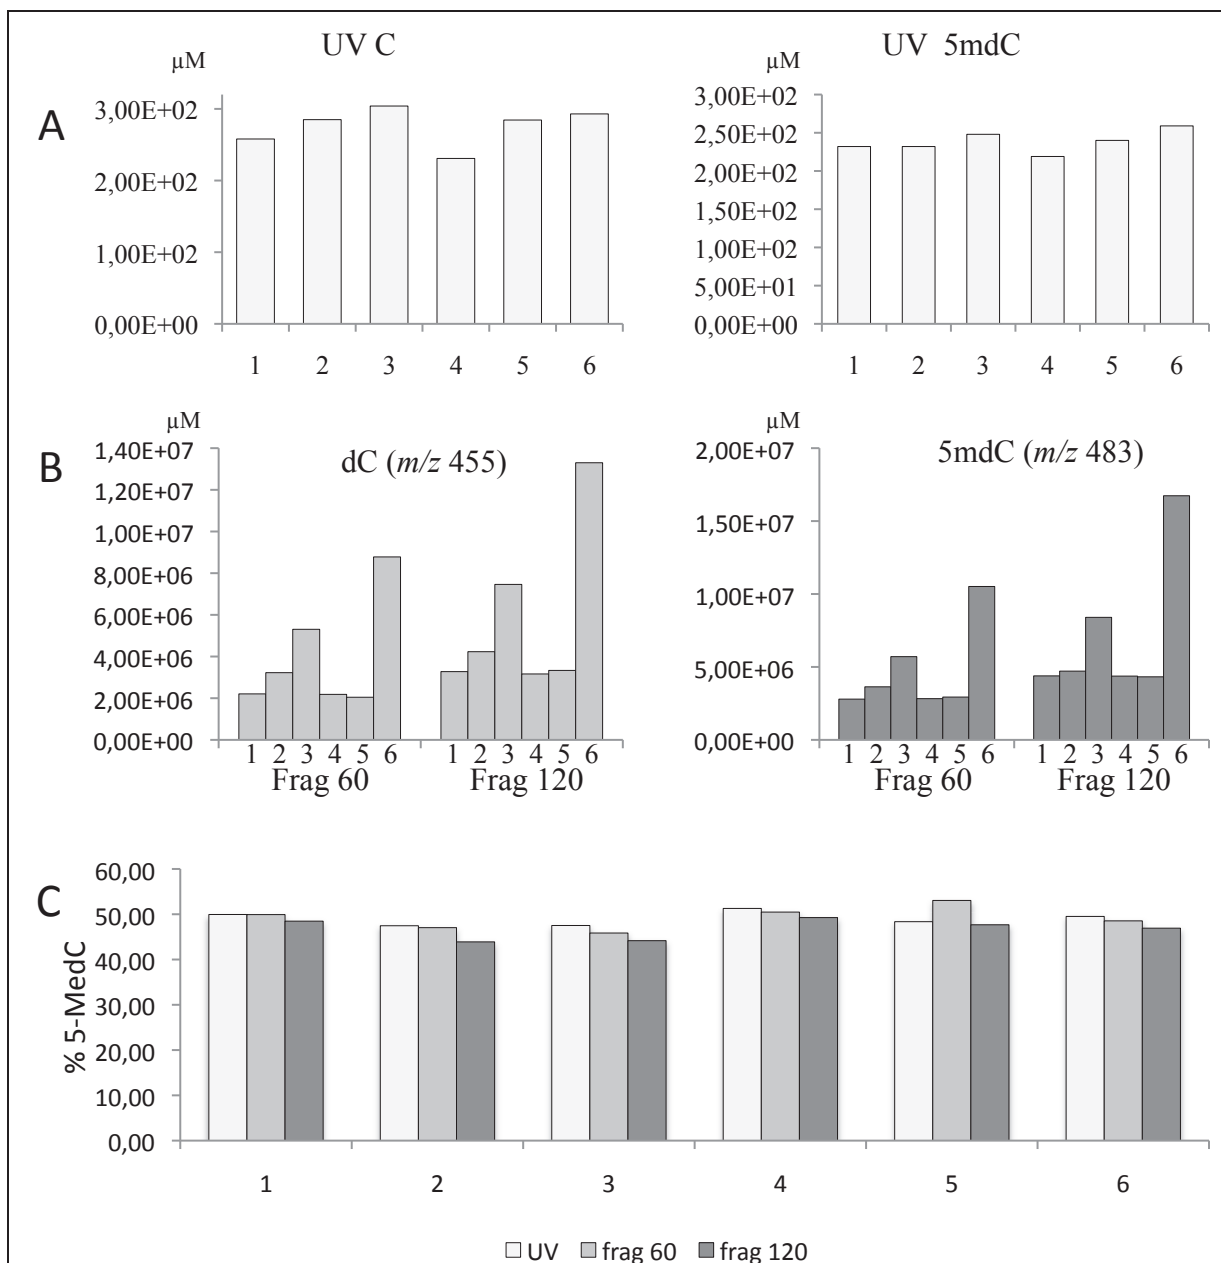 UV C
UV 5mdC
A
µM
3,00E+02
2,00E+02
1,00E+02
0,00E+00
1 2 3 4 5 6
µM
3,00E+02
2,50E+02
2,00E+02
1,50E+02
1,00E+02
5,00E+01
0,00E+00
1 2 3 4 5 6
B
µM
dC (m/z 455)
1,40E+07
1,20E+07
1,00E+07
8,00E+06
6,00E+06
4,00E+06
2,00E+06
0,00E+00
1 2 3 4 5 6 1 2 3 4 5 6
Frag 60 Frag 120
µM
5mdC (m/z 483)
2,00E+07
1,50E+07
1,00E+07
5,00E+06
0,00E+00
1 2 3 4 5 6 1 2 3 4 5 6
Frag 60 Frag 120
C
% 5-MedC
60,00
50,00
40,00
30,00
20,00
10,00
0,00
1 2 3 4 5 6
UV frag 60 frag 120